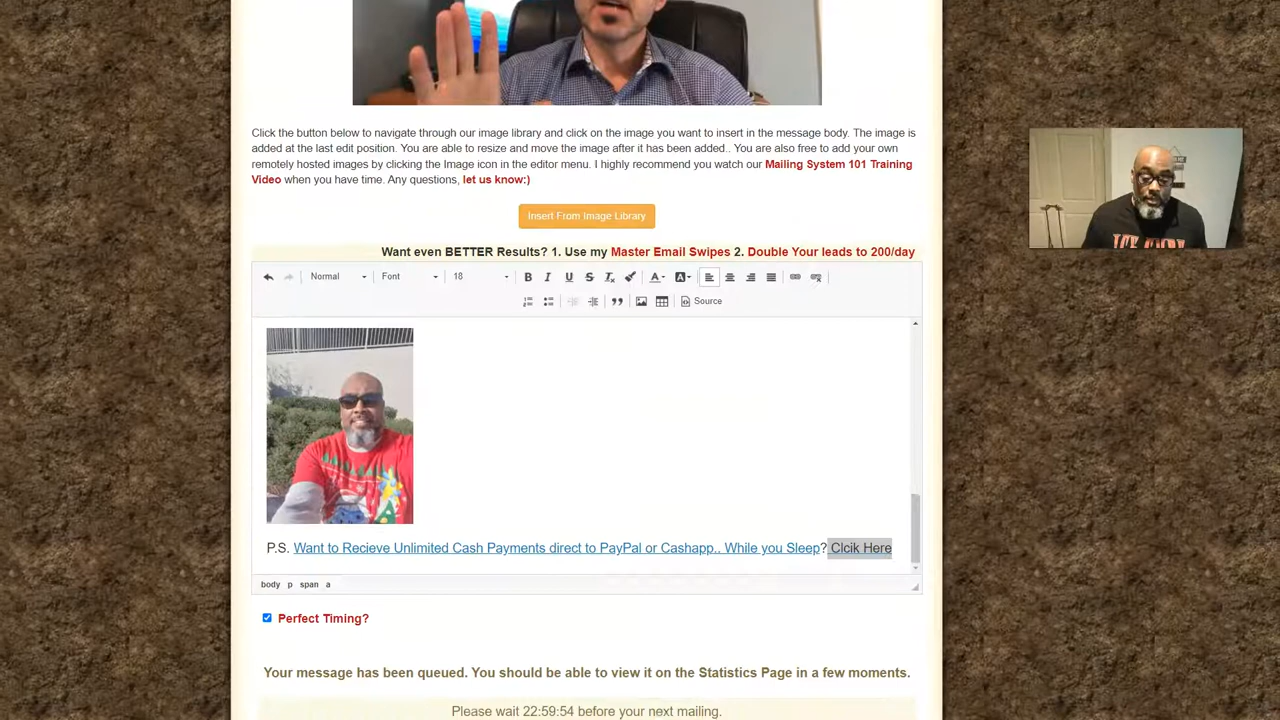 Click the button below to navigate through our image library and click on the image you want to insert in the message body. The image is
added at the last edit position. You are able to resize and move the image after it has been added.. You are also free to add your own
remotely hosted images by clicking the Image icon in the editor menu. I highly recommend you watch our Mailing System 101 Training
Video when you have time. Any questions, let us know:)
Insert From Image Library
Want even BETTER Results? 1. Use my Master Email Swipes 2. Double Your leads to 200/day
Normal Font 18
Source
P.S. Want to Recieve Unlimited Cash Payments direct to PayPal or Cashapp.. While you Sleep? Clcik Here
body p span a
Perfect Timing?
Your message has been queued. You should be able to view it on the Statistics Page in a few moments.
Please wait 22:59:54 before your next mailing.